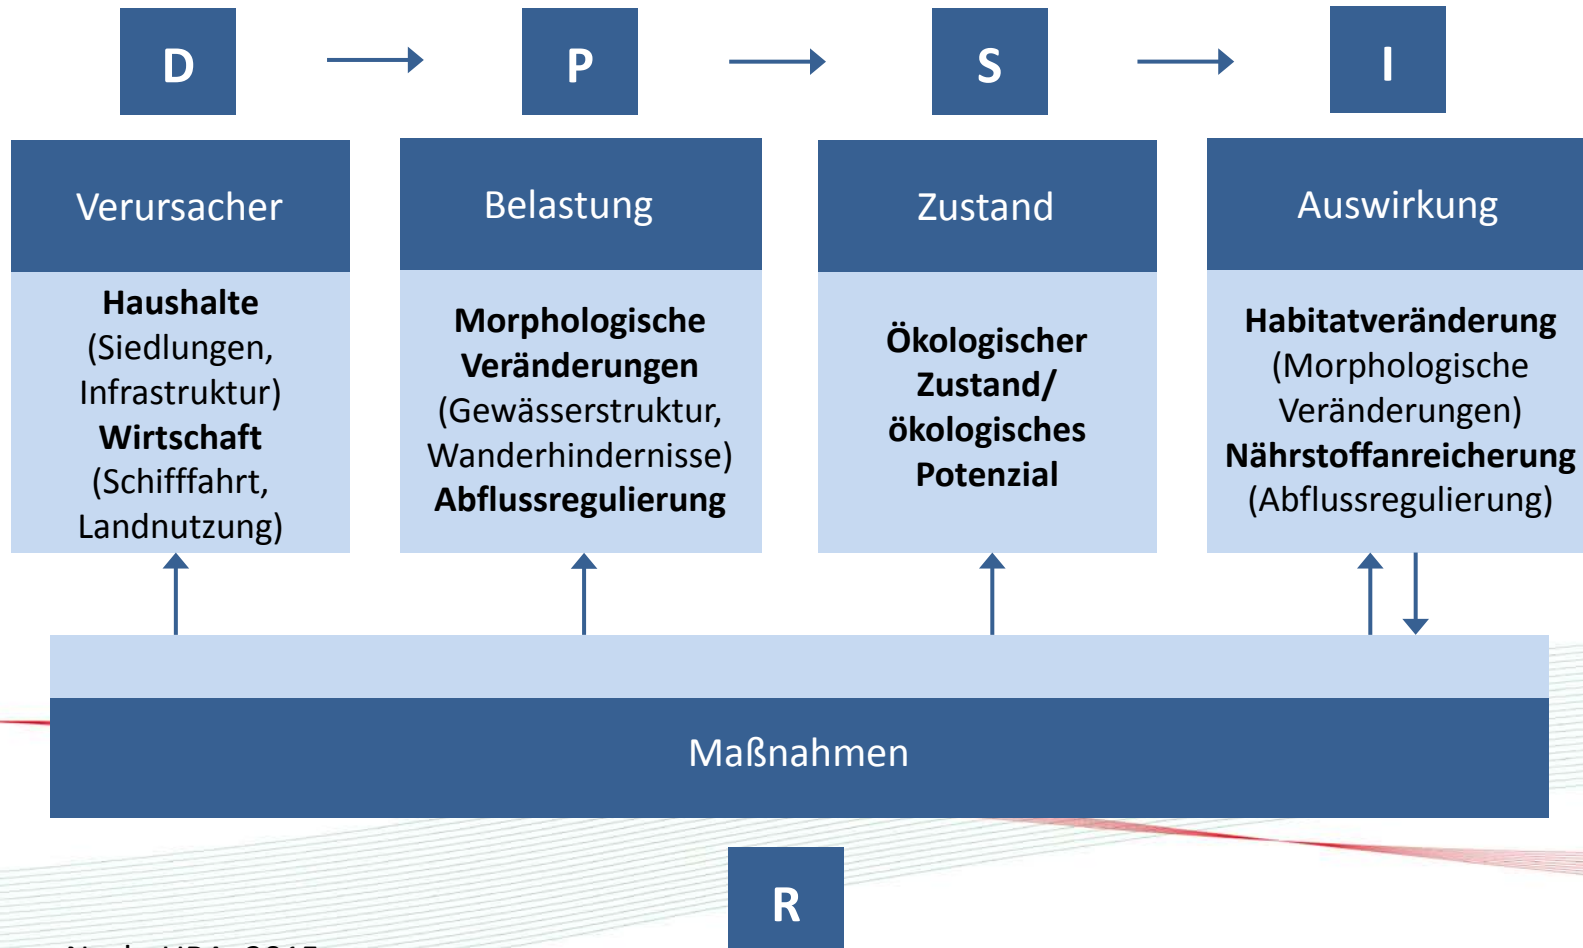 D
P
S
I
Verursacher
Haushalte
(Siedlungen,
Infrastruktur)
Wirtschaft
(Schifffahrt,
Landnutzung)
Belastung
Morphologische
Veränderungen
(Gewässerstruktur,
Wanderhindernisse)
Abflussregulierung
Zustand
Ökologischer
Zustand/
ökologisches
Potenzial
Auswirkung
Habitatveränderung
(Morphologische
Veränderungen)
Nährstoffanreicherung
(Abflussregulierung)
Maßnahmen
R